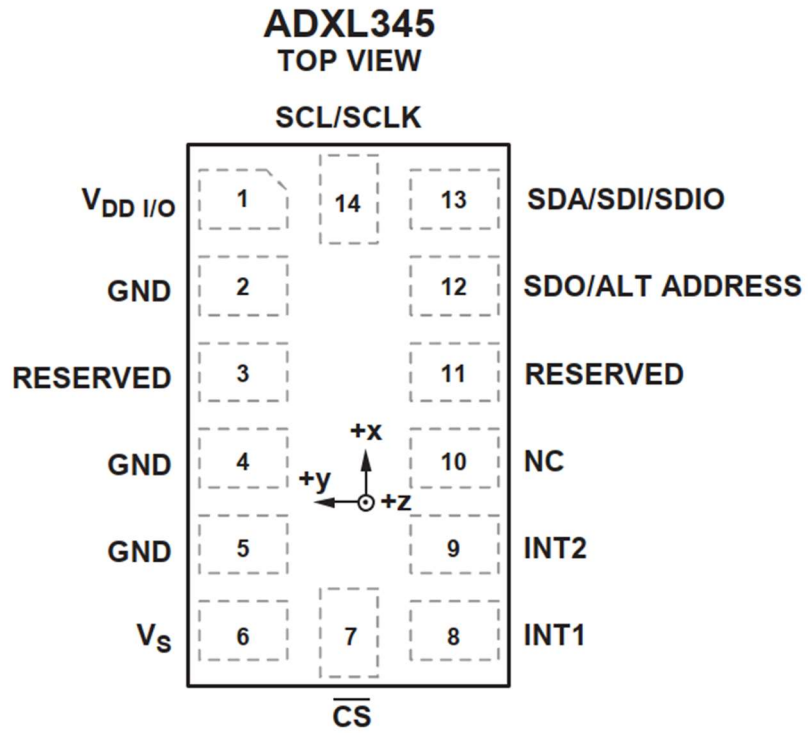 ADXL345
TOP VIEW
SCL/SCLK
VDD I/O 1 14 13 SDA/SDI/SDIO
GND 2 12 SDO/ALT ADDRESS
RESERVED 3 11 RESERVED
GND 4 +x 10 NC
+y +z
GND 5 9 INT2
VS 6 7 8 INT1
C̅S̅